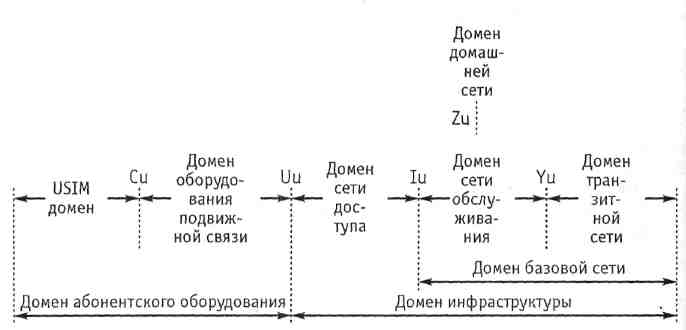 Домен
домаш-
ней
сети
Zu
USIM
домен
Cu
Домен
оборудо-
вания
подвиж-
ной связи
Uu
Домен
сети
дос-
тупа
Iu
Домен
сети
обслу-
жива-
ния
Yu
Домен
тран-
зит-
ной
сети
Домен базовой сети
Домен абонентского оборудования
Домен инфраструктуры